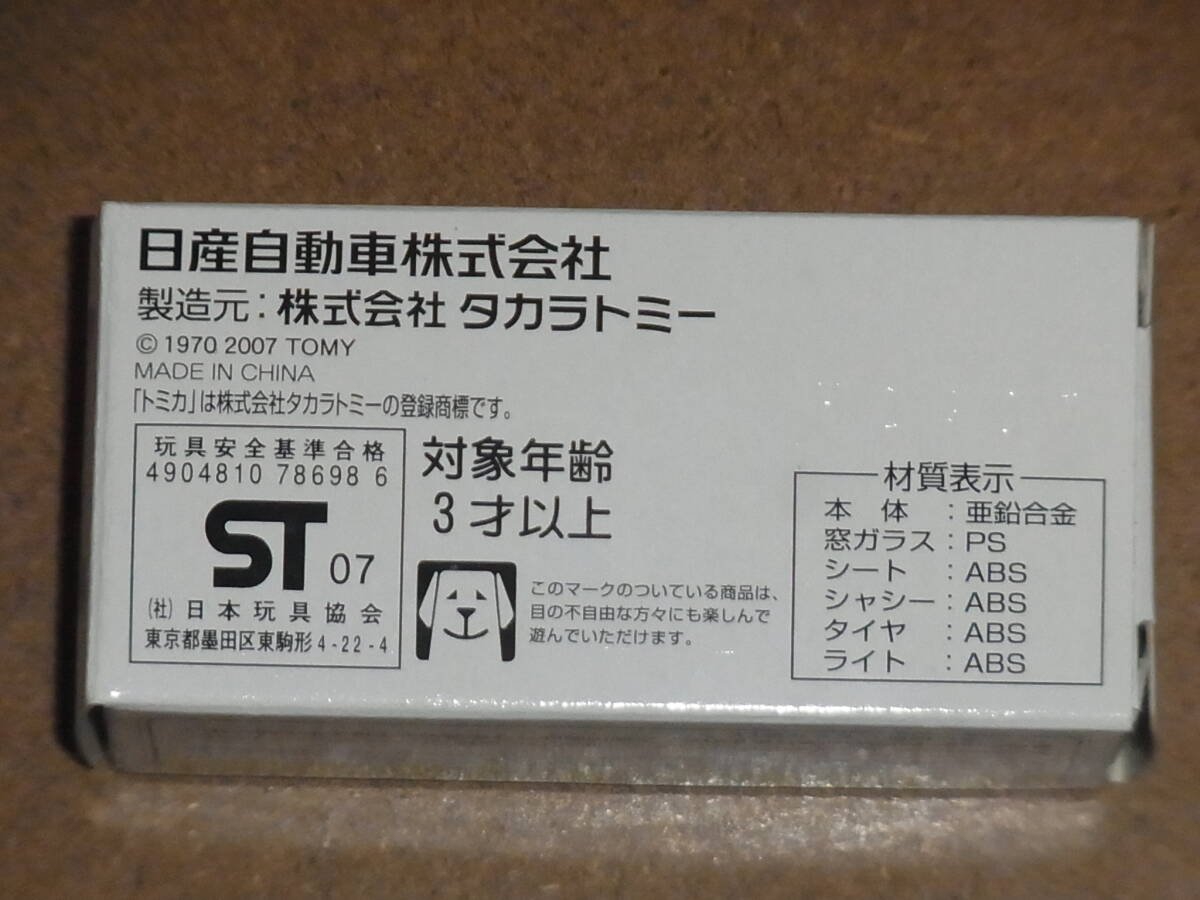 日産自動車株式会社
製造元：株式会社 タカラトミー
© 1970 2007 TOMY
MADE IN CHINA
「トミカ」は株式会社タカラトミーの登録商標です。
玩具安全基準合格
4904810 78698 6
ST 07
(社)日本玩具協会
東京都墨田区東駒形4-22-4
対象年齢
3才以上
このマークのついている商品は、
目の不自由な方々にも楽しんで
遊んでいただけます。
材質表示
本　体　：亜鉛合金
窓ガラス：PS
シート　：ABS
シャシー：ABS
タイヤ　：ABS
ライト　：ABS